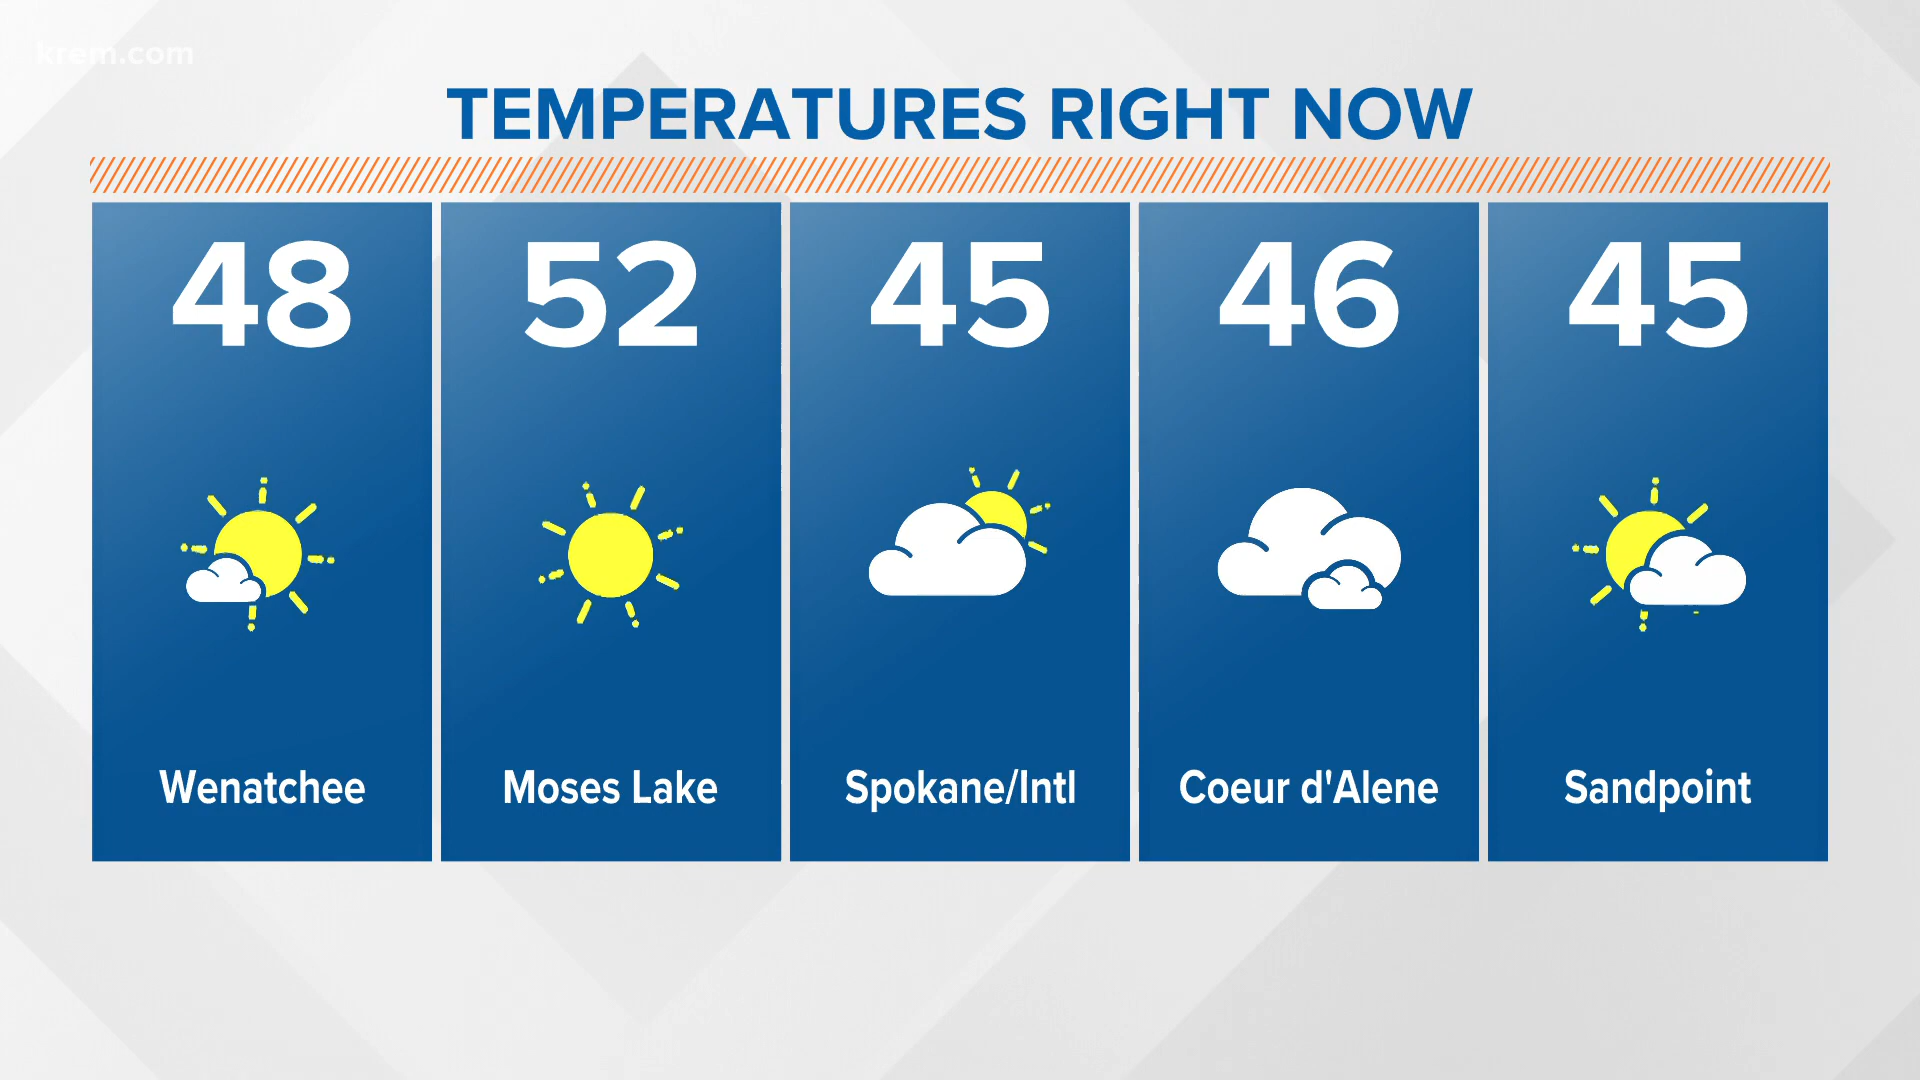 krem.com
TEMPERATURES RIGHT NOW
48 52 45 46 45
Wenatchee Moses Lake Spokane/Intl Coeur d'Alene Sandpoint